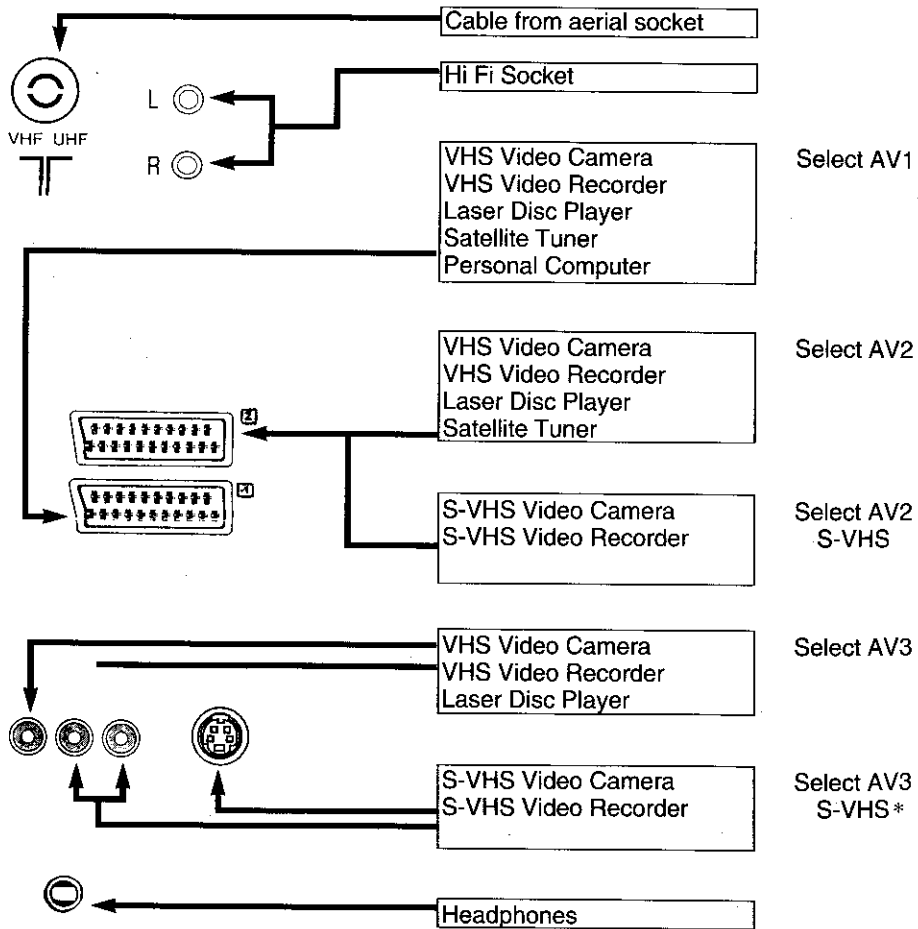 Cable from aerial socket
Hi Fi Socket
L
VHF UHF
R
VHS Video Camera
VHS Video Recorder
Laser Disc Player
Satellite Tuner
Personal Computer
Select AV1
VHS Video Camera
VHS Video Recorder
Laser Disc Player
Satellite Tuner
Select AV2
2
1
S-VHS Video Camera
S-VHS Video Recorder
Select AV2
S-VHS
VHS Video Camera
VHS Video Recorder
Laser Disc Player
Select AV3
S-VHS Video Camera
S-VHS Video Recorder
Select AV3
S-VHS*
Headphones